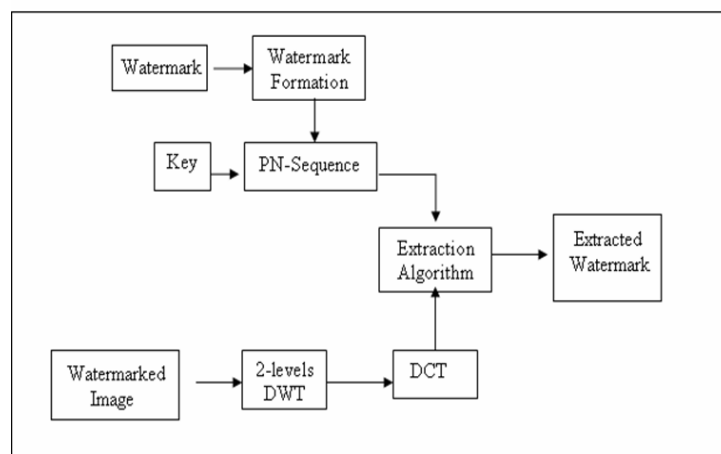 Watermark
Watermark
Formation
Key
PN-Sequence
Extraction
Algorithm
Extracted
Watermark
Watermarked
Image
2-levels
DWT
DCT